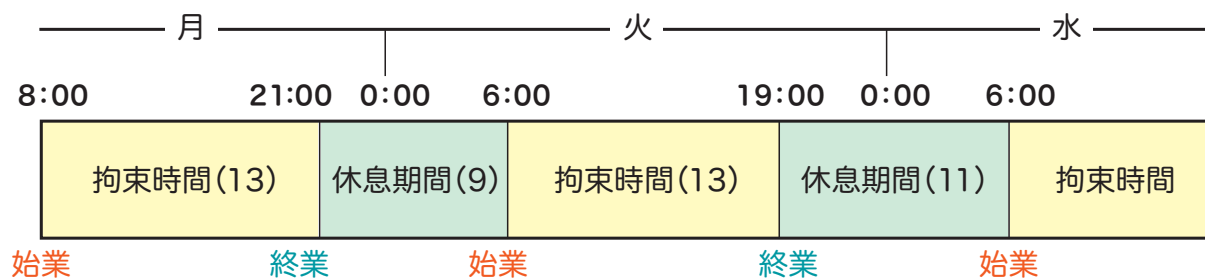 月 火 水
8:00 21:00 0:00 6:00 19:00 0:00 6:00
拘束時間(13) 休息期間(9) 拘束時間(13) 休息期間(11) 拘束時間
始業 終業 始業 終業 始業